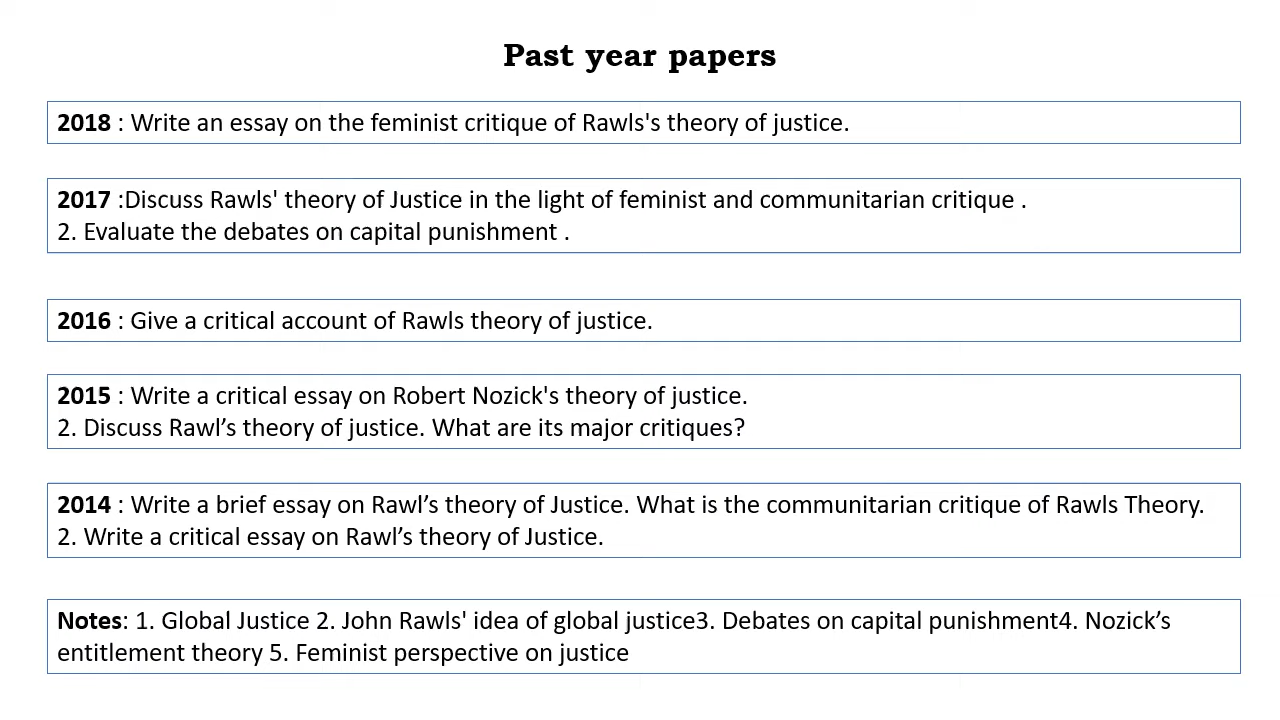 Past year papers
2018 : Write an essay on the feminist critique of Rawls's theory of justice.
2017 :Discuss Rawls' theory of Justice in the light of feminist and communitarian critique .
2. Evaluate the debates on capital punishment .
2016 : Give a critical account of Rawls theory of justice.
2015 : Write a critical essay on Robert Nozick's theory of justice.
2. Discuss Rawl’s theory of justice. What are its major critiques?
2014 : Write a brief essay on Rawl’s theory of Justice. What is the communitarian critique of Rawls Theory.
2. Write a critical essay on Rawl’s theory of Justice.
Notes: 1. Global Justice 2. John Rawls' idea of global justice3. Debates on capital punishment4. Nozick’s
entitlement theory 5. Feminist perspective on justice